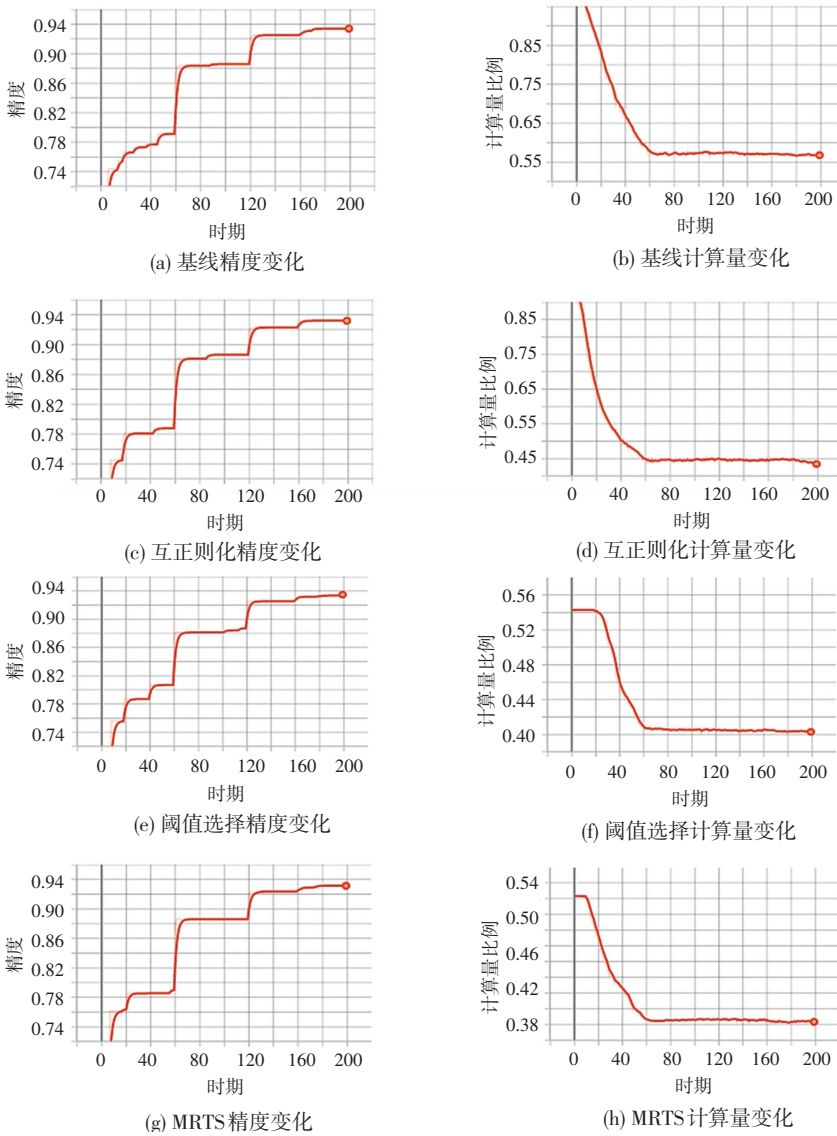 0.94
0.90
0.86
0.82
0.78
0.74
精度
0 40 80 120 160 200
时期
(a) 基线精度变化
0.85
0.75
0.65
0.55
计算量比例
0 40 80 120 160 200
时期
(b) 基线计算量变化
0.94
0.90
0.86
0.82
0.78
0.74
精度
0 40 80 120 160 200
时期
(c) 互正则化精度变化
0.85
0.75
0.65
0.55
0.45
计算量比例
0 40 80 120 160 200
时期
(d) 互正则化计算量变化
0.94
0.90
0.86
0.82
0.78
0.74
精度
0 40 80 120 160 200
时期
(e) 阈值选择精度变化
0.56
0.52
0.48
0.44
0.40
计算量比例
0 40 80 120 160 200
时期
(f) 阈值选择计算量变化
0.94
0.90
0.86
0.82
0.78
0.74
精度
0 40 80 120 160 200
时期
(g) MRTS精度变化
0.54
0.50
0.46
0.42
0.38
计算量比例
0 40 80 120 160 200
时期
(h) MRTS计算量变化